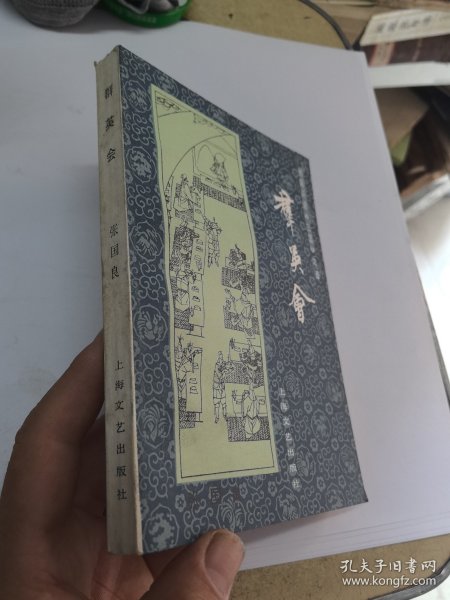 群英会
张国良
上海文艺出版社
羣英會
上海文艺出版社
孔夫子旧书网
www.kongfz.com